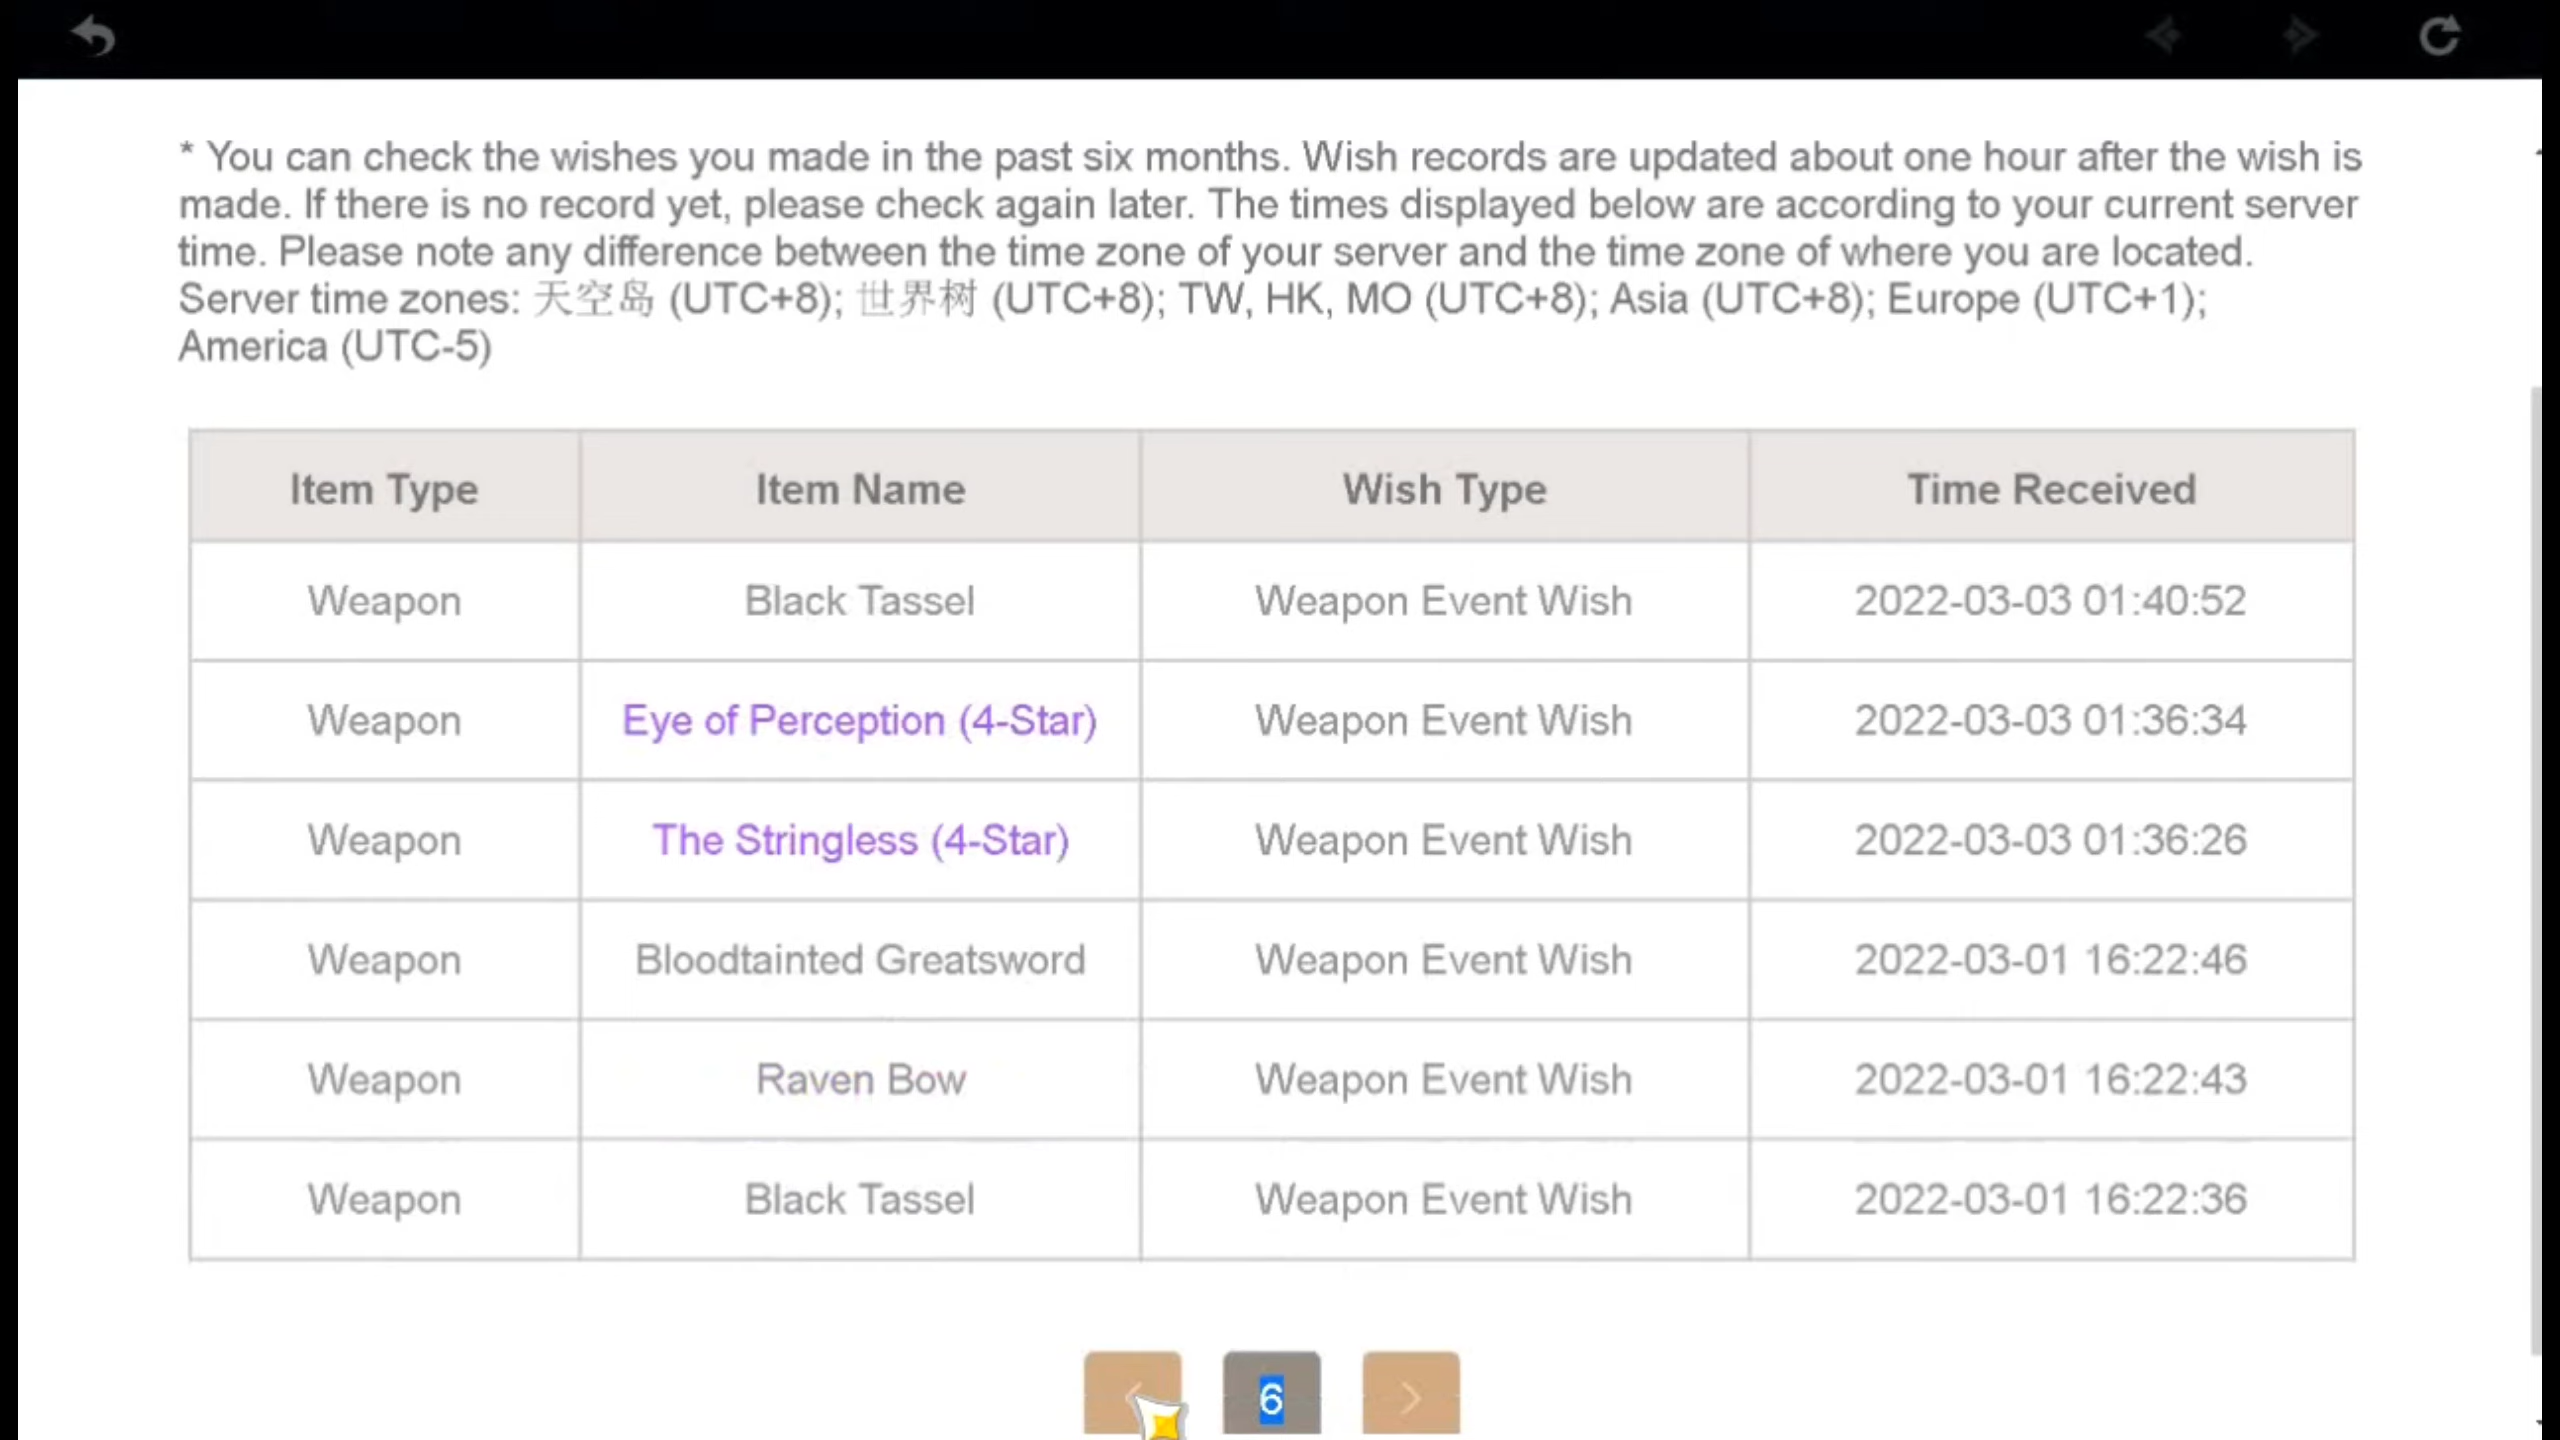 * You can check the wishes you made in the past six months. Wish records are updated about one hour after the wish is
made. If there is no record yet, please check again later. The times displayed below are according to your current server
time. Please note any difference between the time zone of your server and the time zone of where you are located.
Server time zones: 天空岛 (UTC+8); 世界树 (UTC+8); TW, HK, MO (UTC+8); Asia (UTC+8); Europe (UTC+1);
America (UTC-5)
Item Type Item Name Wish Type Time Received
Weapon Black Tassel Weapon Event Wish 2022-03-03 01:40:52
Weapon Eye of Perception (4-Star) Weapon Event Wish 2022-03-03 01:36:34
Weapon The Stringless (4-Star) Weapon Event Wish 2022-03-03 01:36:26
Weapon Bloodtainted Greatsword Weapon Event Wish 2022-03-01 16:22:46
Weapon Raven Bow Weapon Event Wish 2022-03-01 16:22:43
Weapon Black Tassel Weapon Event Wish 2022-03-01 16:22:36
6